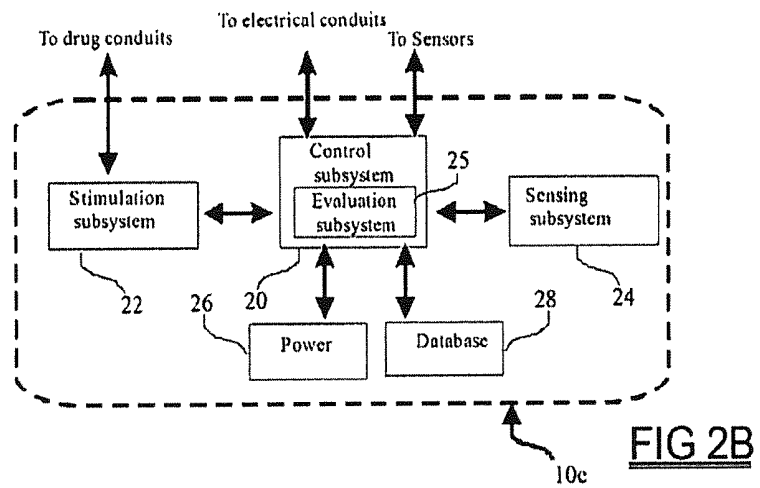 To drug conduits
To electrical conduits
To Sensors
Control
subsystem
25
Evaluation
subsystem
Stimulation
subsystem
Sensing
subsystem
22
26
20
28
24
Power
Database
10c
FIG 2B